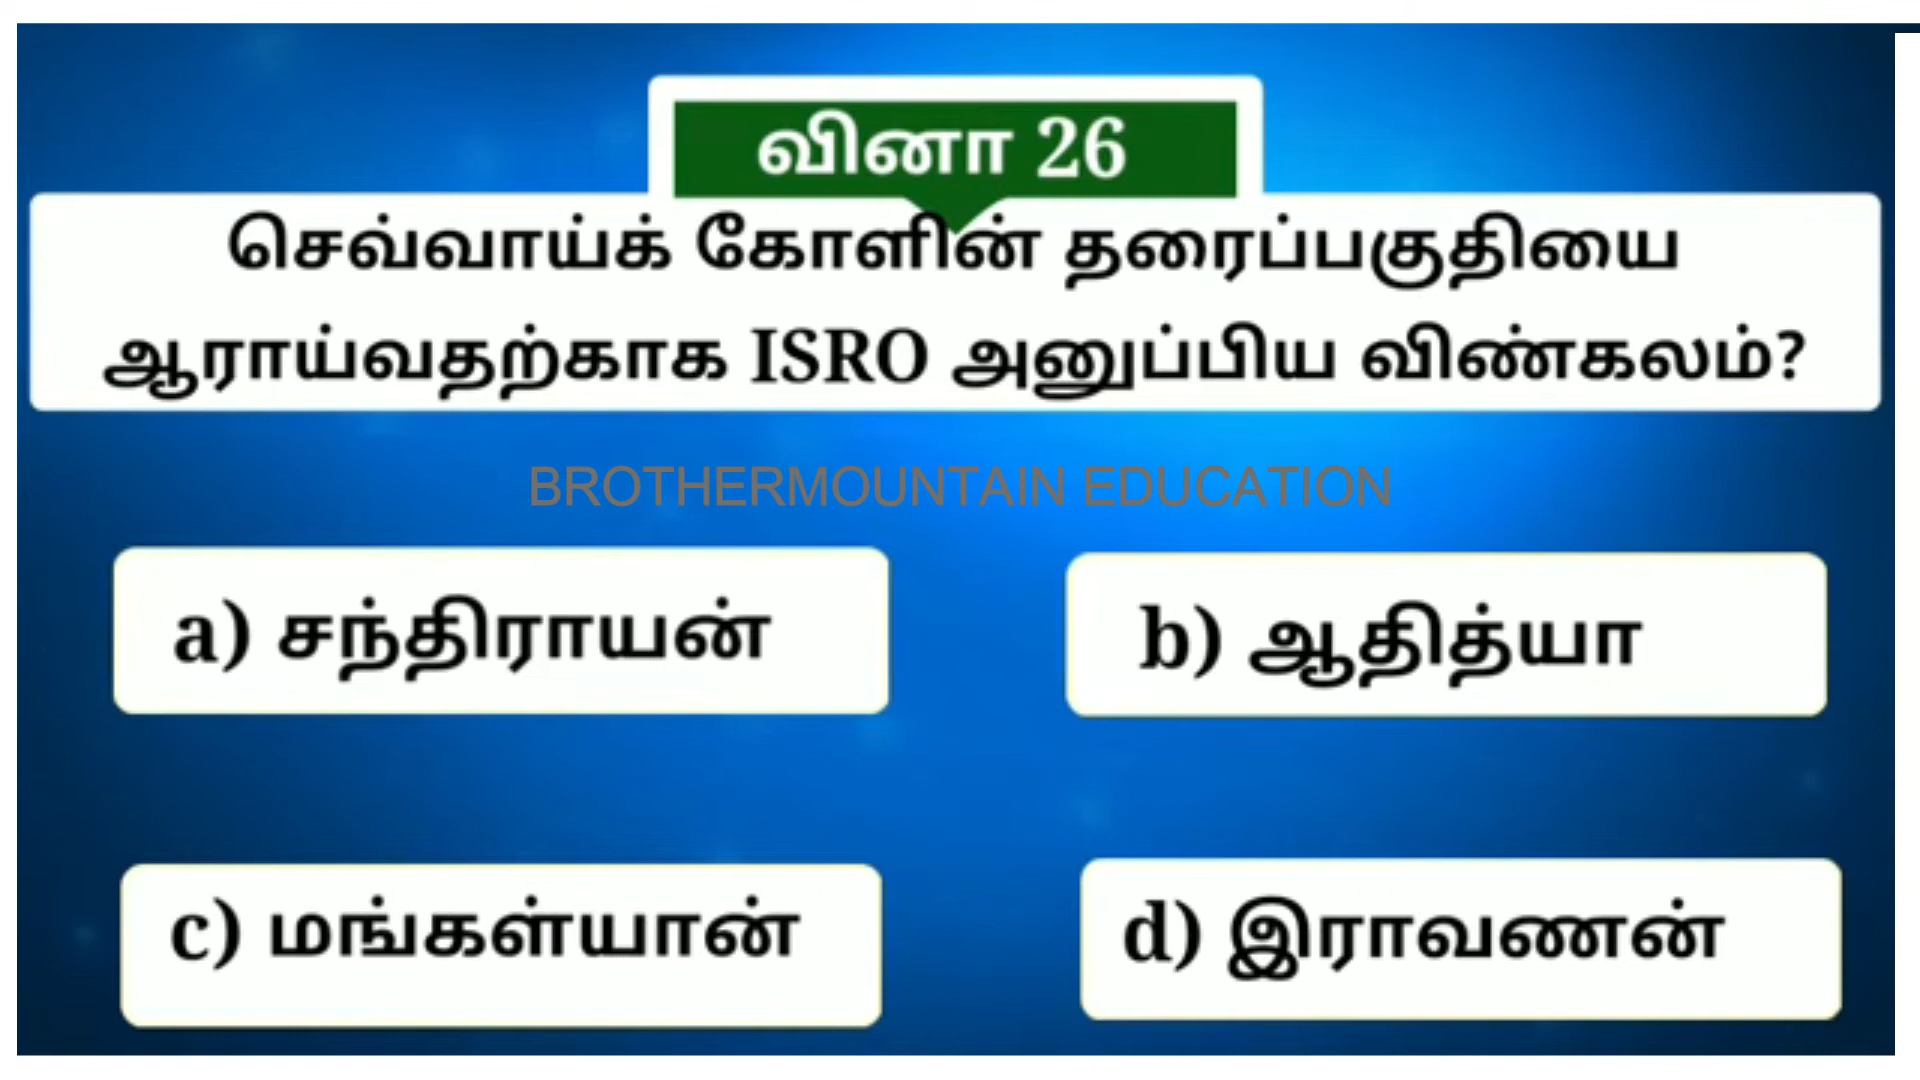 வினா 26
செவ்வாய்க் கோளின் தரைப்பகுதியை
ஆராய்வதற்காக ISRO அனுப்பிய விண்கலம்?
BROTHERMOUNTAIN EDUCATION
a) சந்திராயன்
b) ஆதித்யா
c) மங்கள்யான்
d) இராவணன்